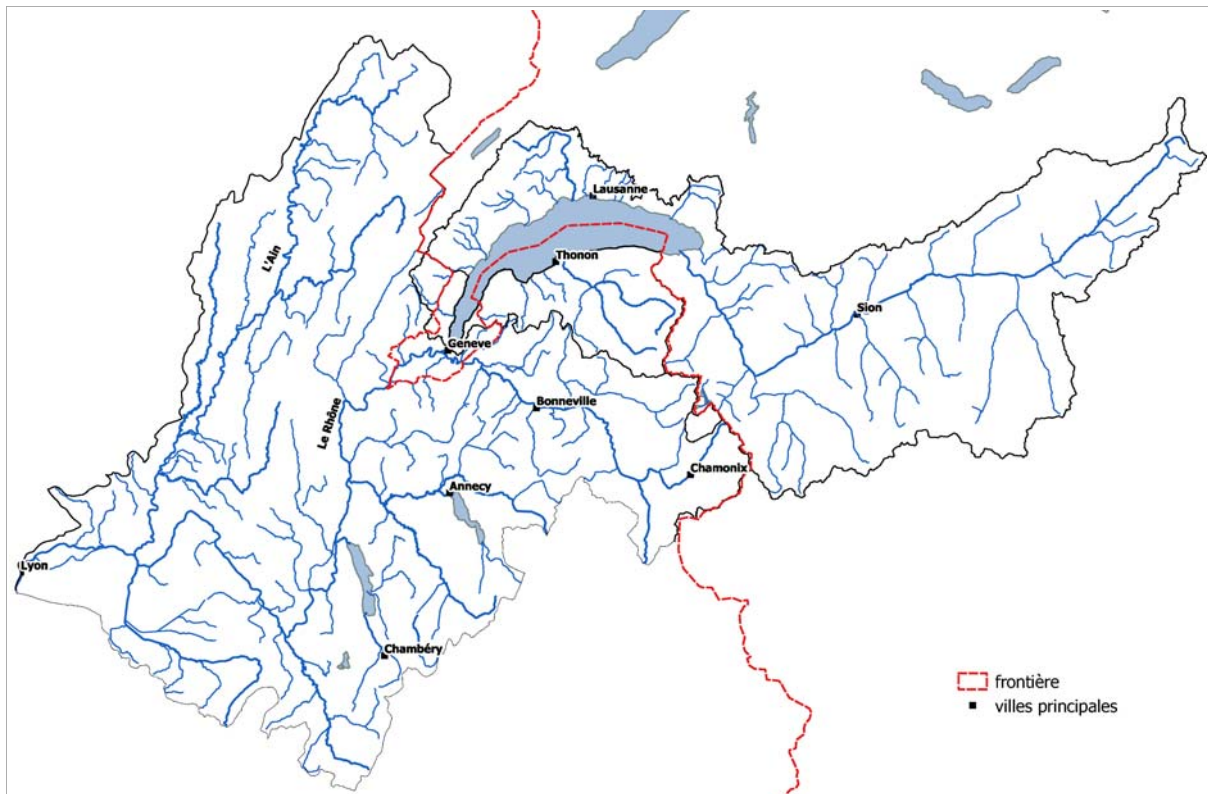 Lausanne
L'Ain
Thonon
Sion
Geneve
Le Rhône
Bonneville
Chamonix
Annecy
Lyon
Chambéry
frontière
villes principales